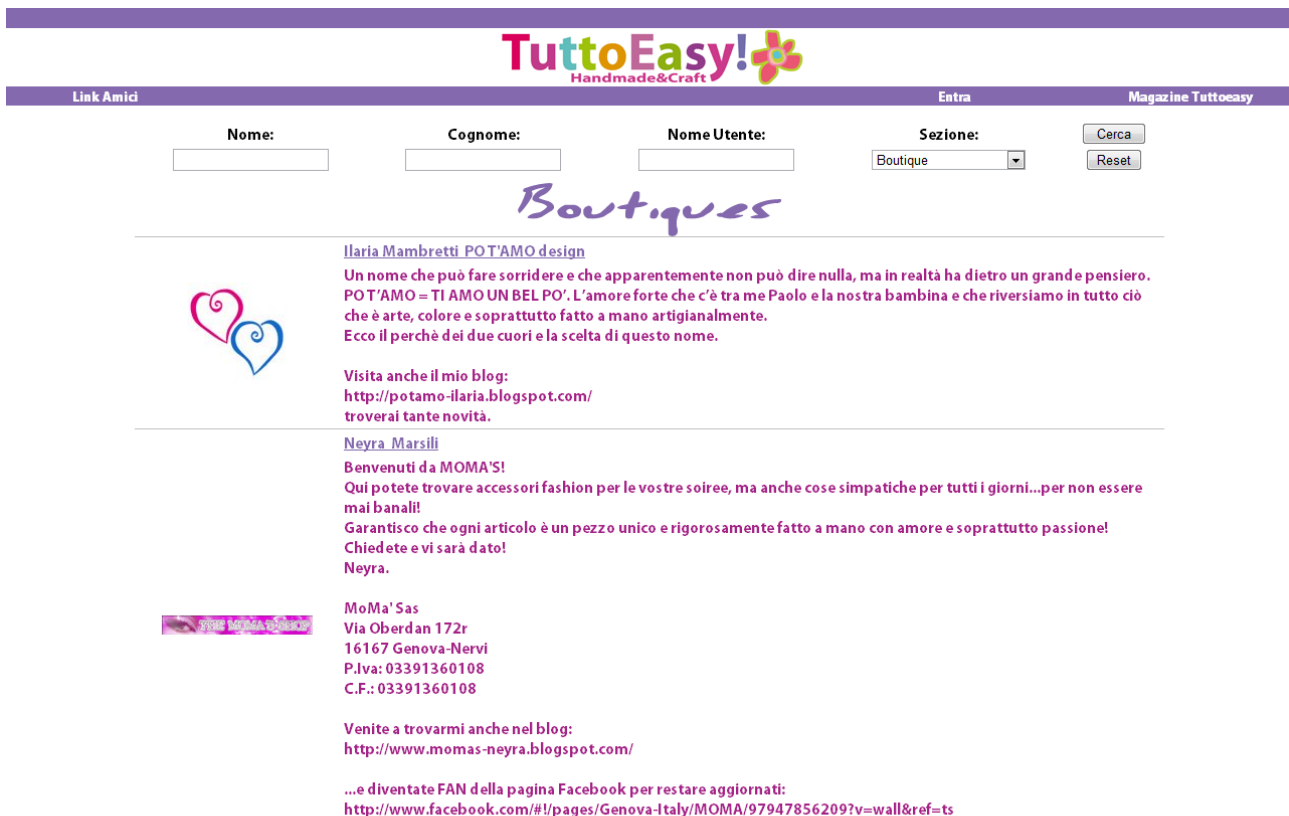 TuttoEasy!
Handmade&Craft
Link Amici Entra Magazine Tuttoeasy
Nome: Cognome: Nome Utente: Sezione: Cerca
Boutique Reset
Boutiques
Ilaria Mambretti POT'AMO design
Un nome che può fare sorridere e che apparentemente non può dire nulla, ma in realtà ha dietro un grande pensiero.
POT'AMO = TI AMO UN BEL PO'. L'amore forte che c'è tra me Paolo e la nostra bambina e che riversiamo in tutto ciò
che è arte, colore e soprattutto fatto a mano artigianalmente.
Ecco il perchè dei due cuori e la scelta di questo nome.
Visita anche il mio blog:
http://potamo-ilaria.blogspot.com/
troverai tante novità.
Neyra Marsili
Benvenuti da MOMA'S!
Qui potete trovare accessori fashion per le vostre soiree, ma anche cose simpatiche per tutti i giorni...per non essere
mai banali!
Garantisco che ogni articolo è un pezzo unico e rigorosamente fatto a mano con amore e soprattutto passione!
Chiedete e vi sarà dato!
Neyra.
THE MOMA'S SHOP
MoMa' Sas
Via Oberdan 172r
16167 Genova-Nervi
P.Iva: 03391360108
C.F.: 03391360108
Venite a trovarmi anche nel blog:
http://www.momas-neyra.blogspot.com/
...e diventate FAN della pagina Facebook per restare aggiornati:
http://www.facebook.com/#!/pages/Genova-Italy/MOMA/97947856209?v=wall&ref=ts